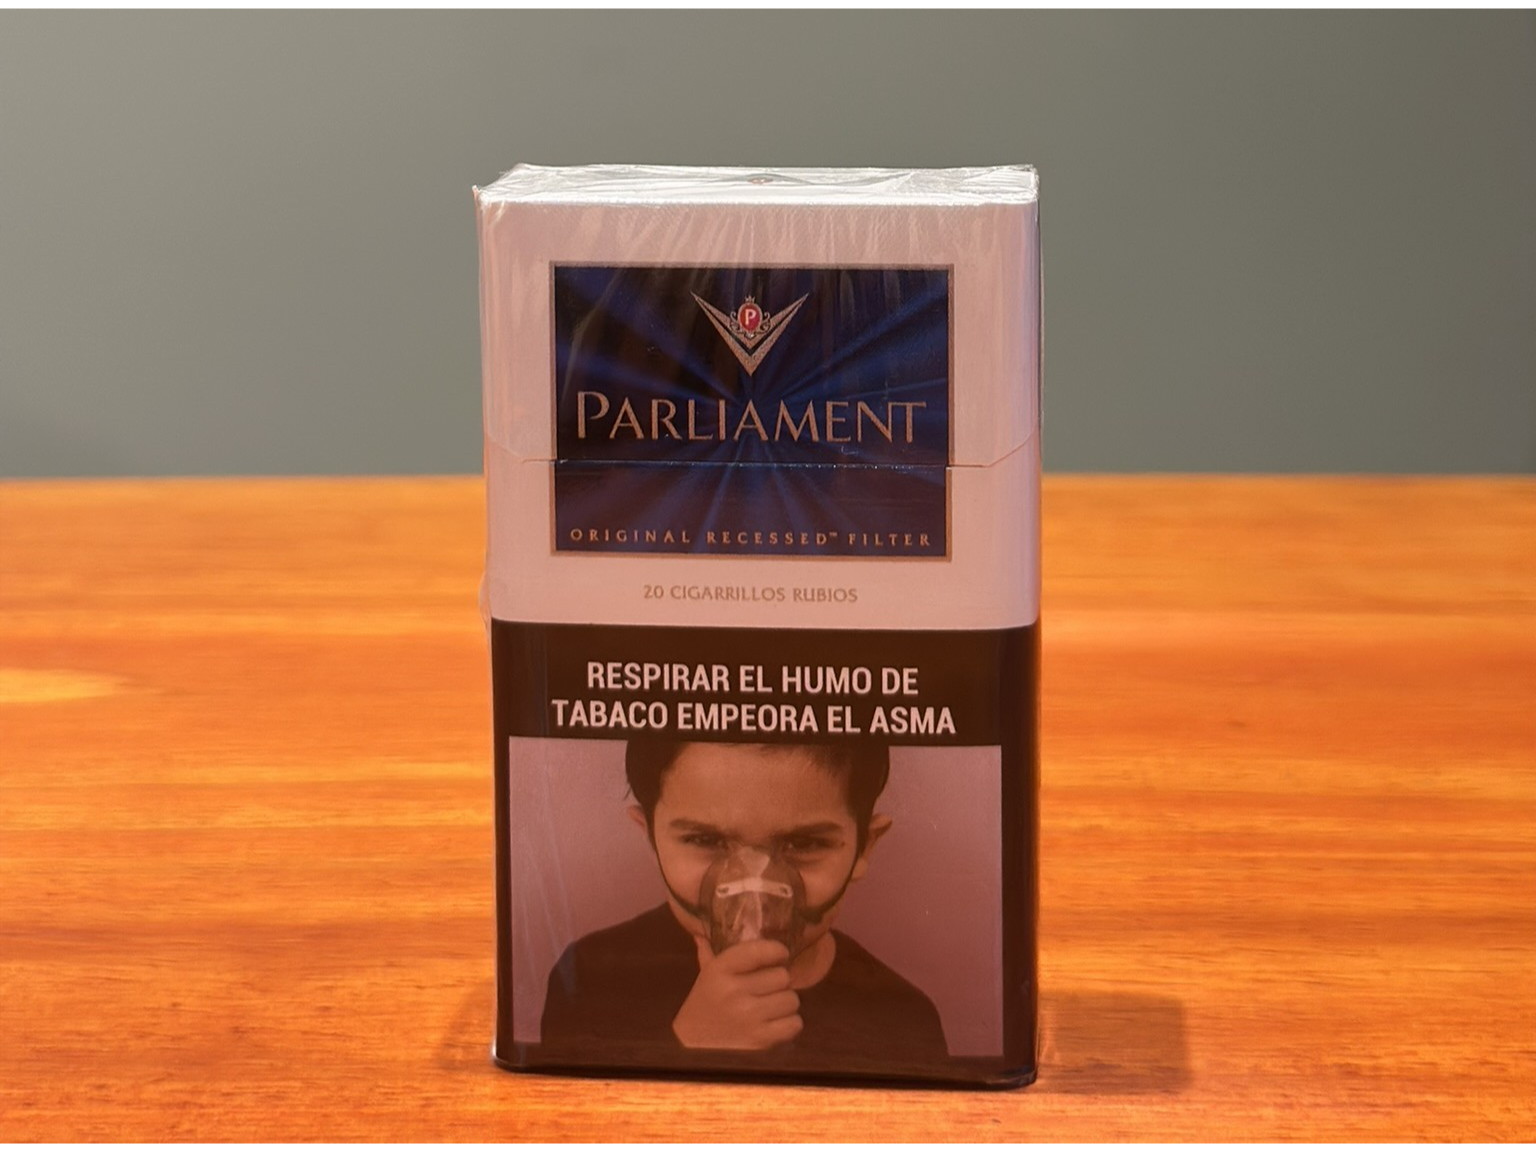 P
PARLIAMENT
ORIGINAL RECESSED™ FILTER
20 CIGARRILLOS RUBIOS
RESPIRAR EL HUMO DE
TABACO EMPEORA EL ASMA